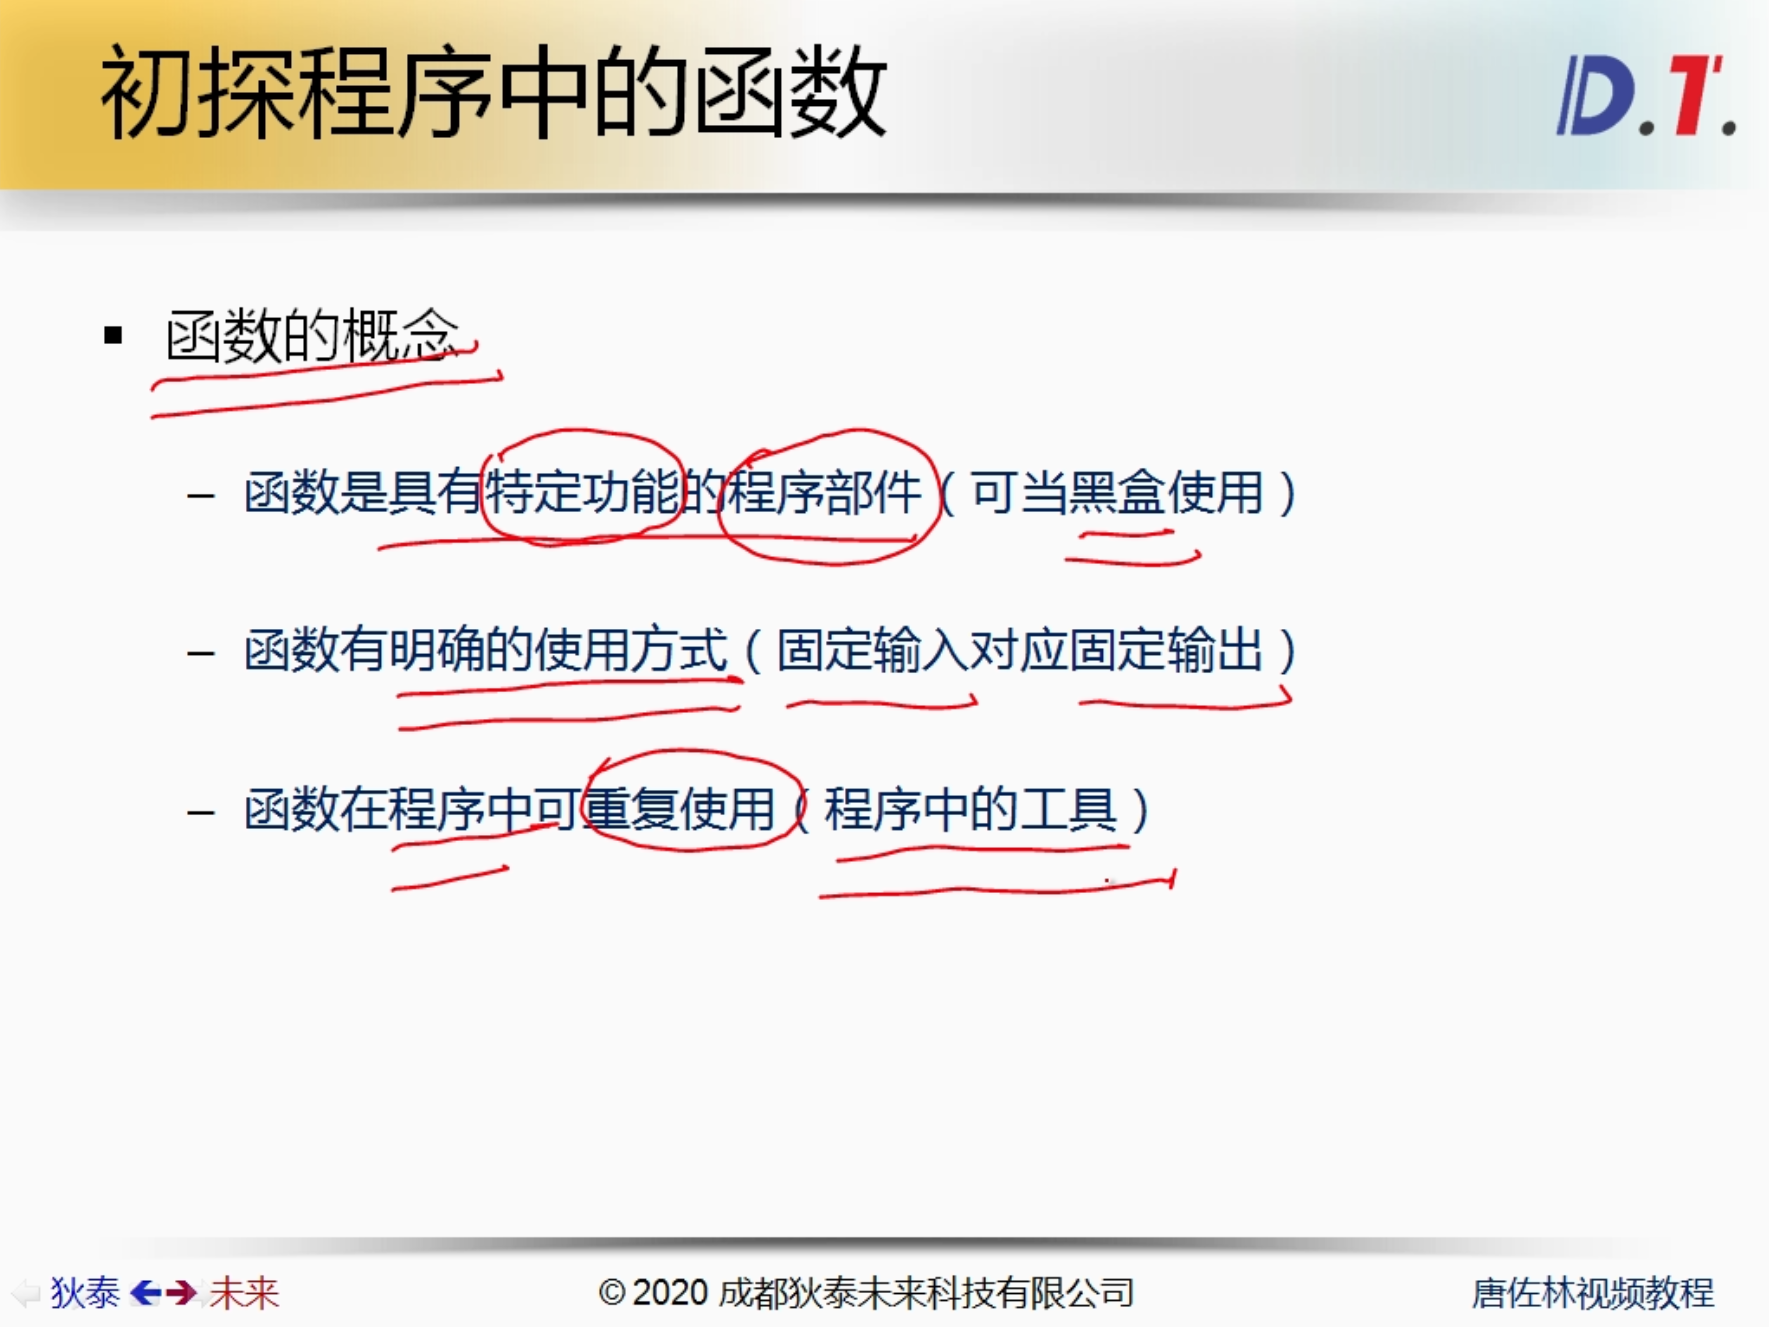 初探程序中的函数
D.T.
▪ 函数的概念
– 函数是具有特定功能的程序部件（可当黑盒使用）
– 函数有明确的使用方式（固定输入对应固定输出）
– 函数在程序中可重复使用（程序中的工具）
狄泰 未来
© 2020 成都狄泰未来科技有限公司
唐佐林视频教程